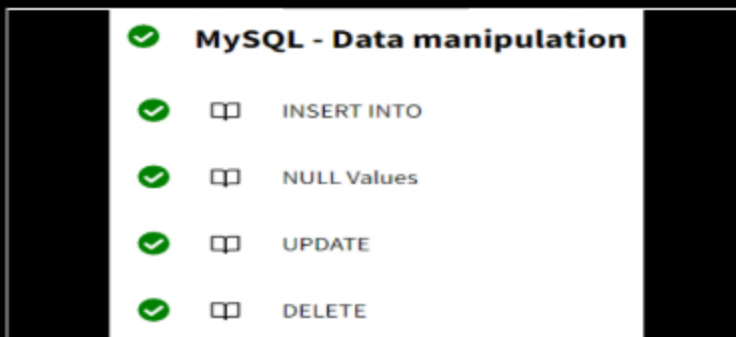 MySQL - Data manipulation
INSERT INTO
NULL Values
UPDATE
DELETE